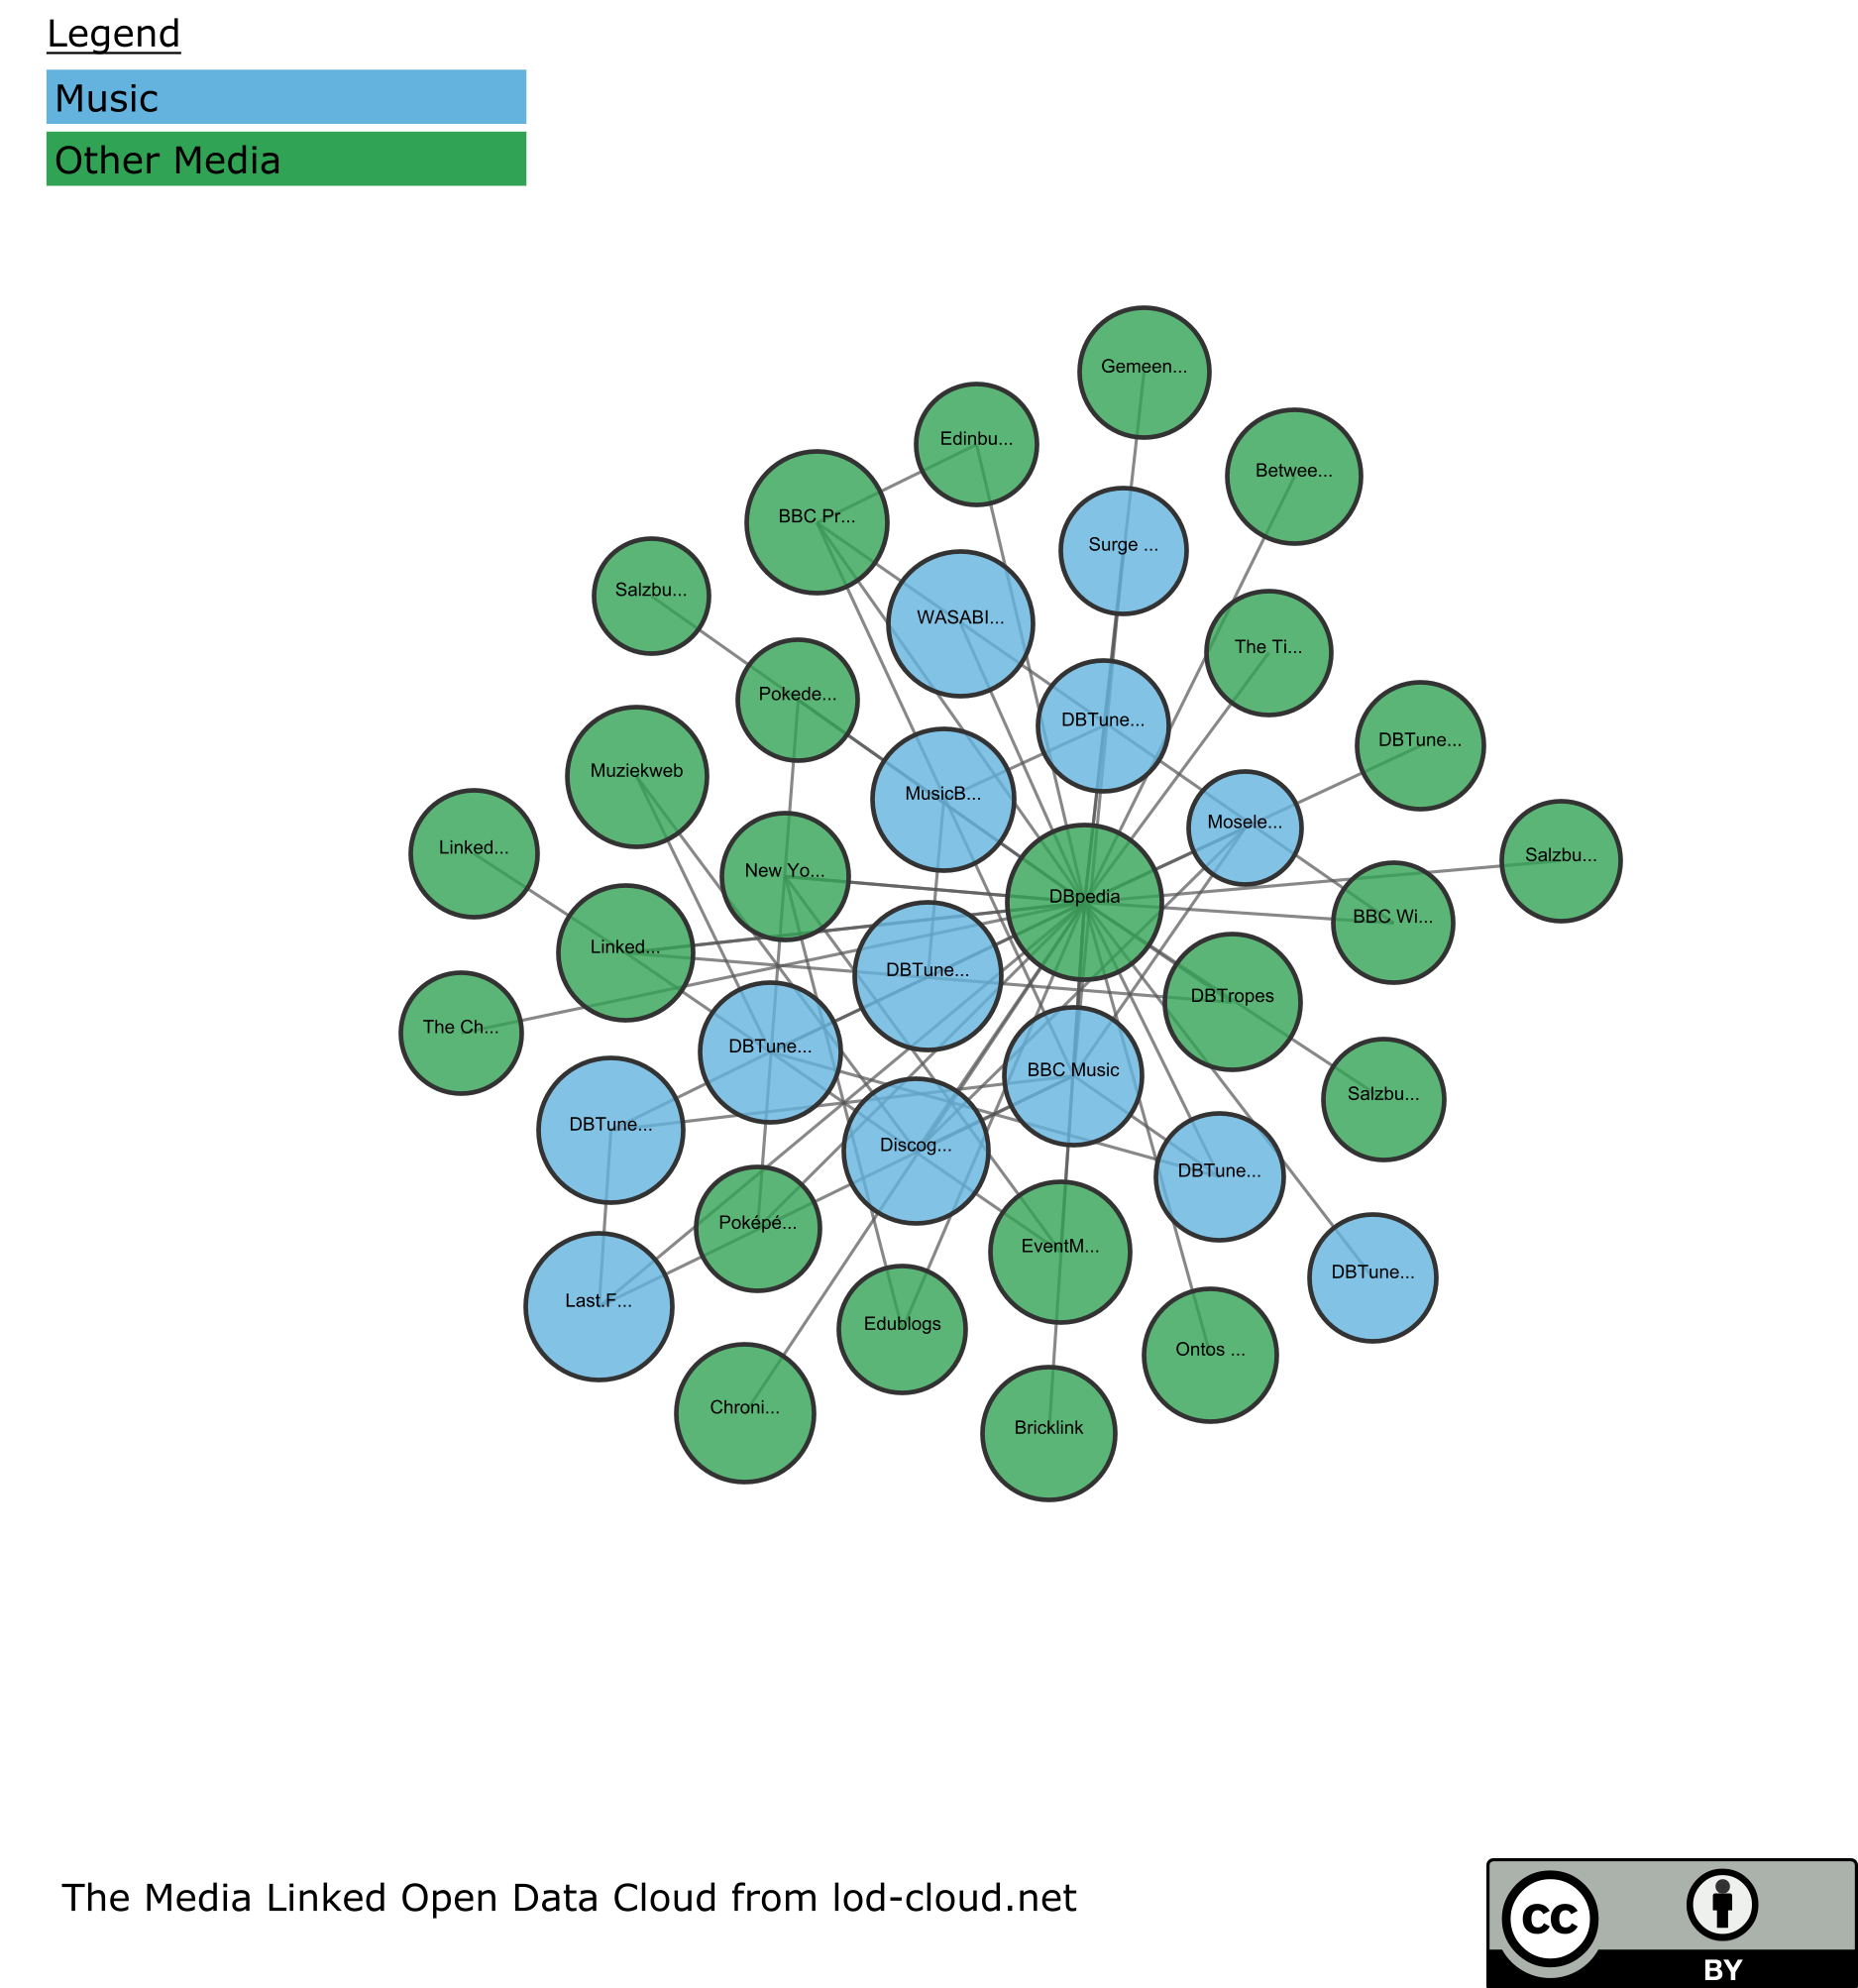 Legend
Music
Other Media
Gemeen...
Edinbu...
Betwee...
BBC Pr...
Surge ...
Salzbu...
WASABI...
The Ti...
Pokede...
DBTune...
DBTune...
Muziekweb
MusicB...
Mosele...
Linked...
Salzbu...
New Yo...
DBpedia
BBC Wi...
Linked...
DBTune...
DBTropes
The Ch...
DBTune...
BBC Music
Salzbu...
DBTune...
Discog...
DBTune...
Poképé...
EventM...
DBTune...
Last.F...
Edublogs
Ontos ...
Chroni...
Bricklink
The Media Linked Open Data Cloud from lod-cloud.net
cc
BY